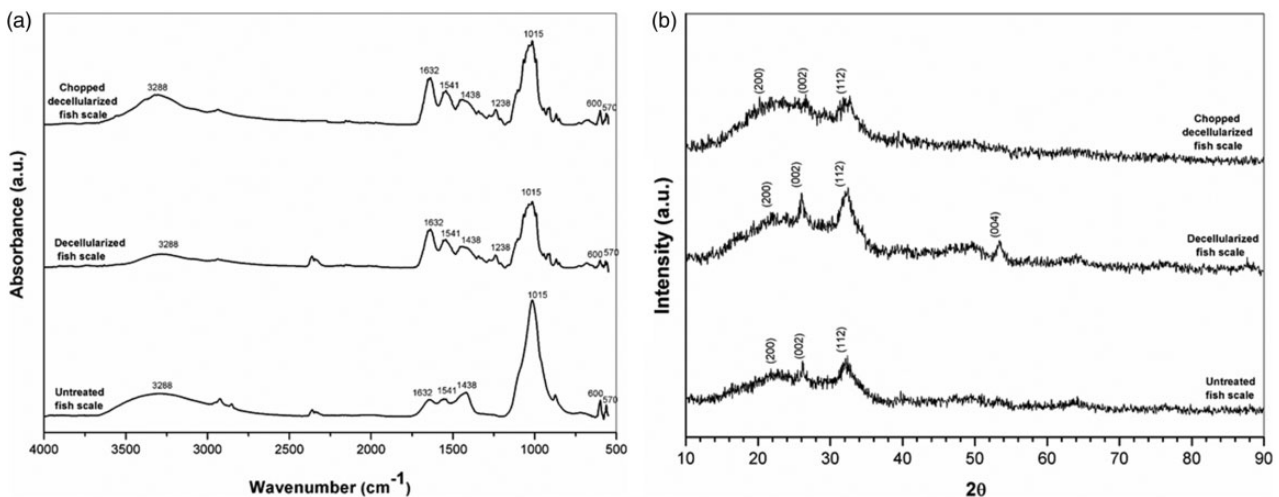 (a)
Absorbance (a.u.)
Chopped
decellularized
fish scale
3288
1632
1541
1438
1238
1015
600
570
Decellularized
fish scale
3288
1632
1541
1438
1238
1015
600
570
Untreated
fish scale
3288
1632
1541
1438
1015
600
570
4000 3500 3000 2500 2000 1500 1000 500
Wavenumber (cm-1)
(b)
Intensity (a.u.)
(200)
(002)
(112)
Chopped
decellularized
fish scale
(200)
(002)
(112)
(004)
Decellularized
fish scale
(200)
(002)
(112)
Untreated
fish scale
10 20 30 40 50 60 70 80 90
2θ